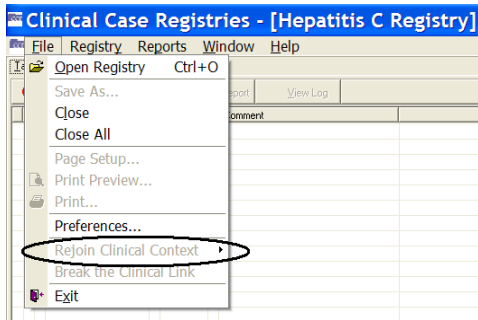 Clinical Case Registries - [Hepatitis C Registry]
File Registry Reports Window Help
Open Registry Ctrl+O
Save As...
View Log
Close
Comment
Close All
Page Setup...
Print Preview...
Print...
Preferences...
Rejoin Clinical Context
Break the Clinical Link
Exit